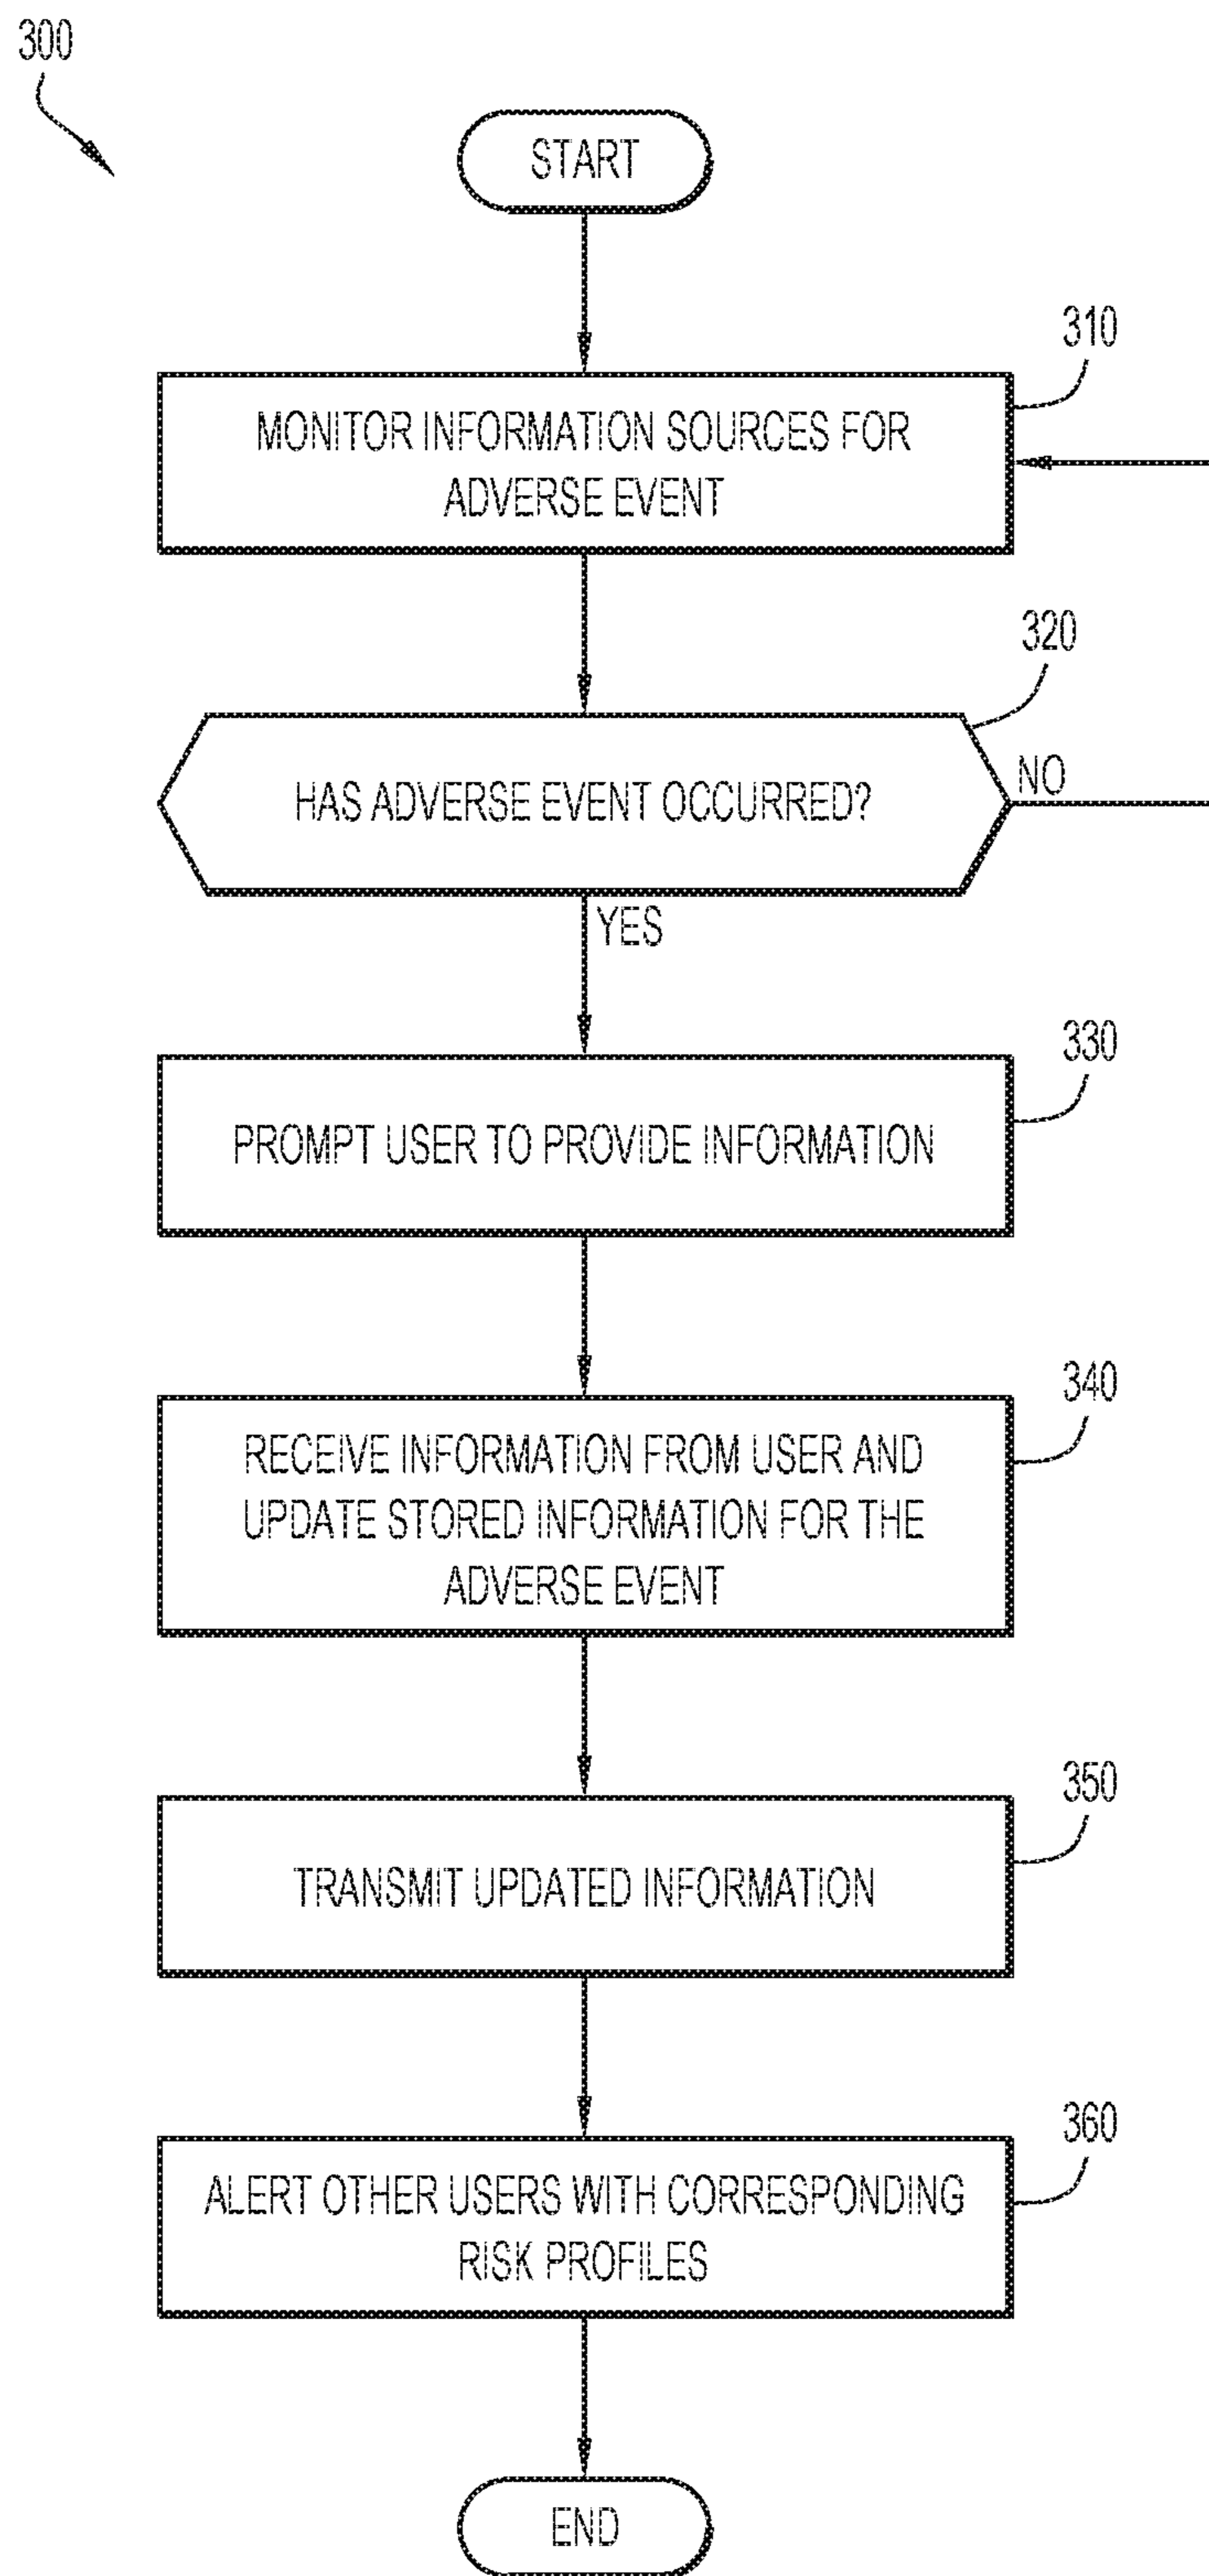 300
START
310
MONITOR INFORMATION SOURCES FOR
ADVERSE EVENT
320
HAS ADVERSE EVENT OCCURRED?
NO
YES
330
PROMPT USER TO PROVIDE INFORMATION
340
RECEIVE INFORMATION FROM USER AND
UPDATE STORED INFORMATION FOR THE
ADVERSE EVENT
350
TRANSMIT UPDATED INFORMATION
360
ALERT OTHER USERS WITH CORRESPONDING
RISK PROFILES
END